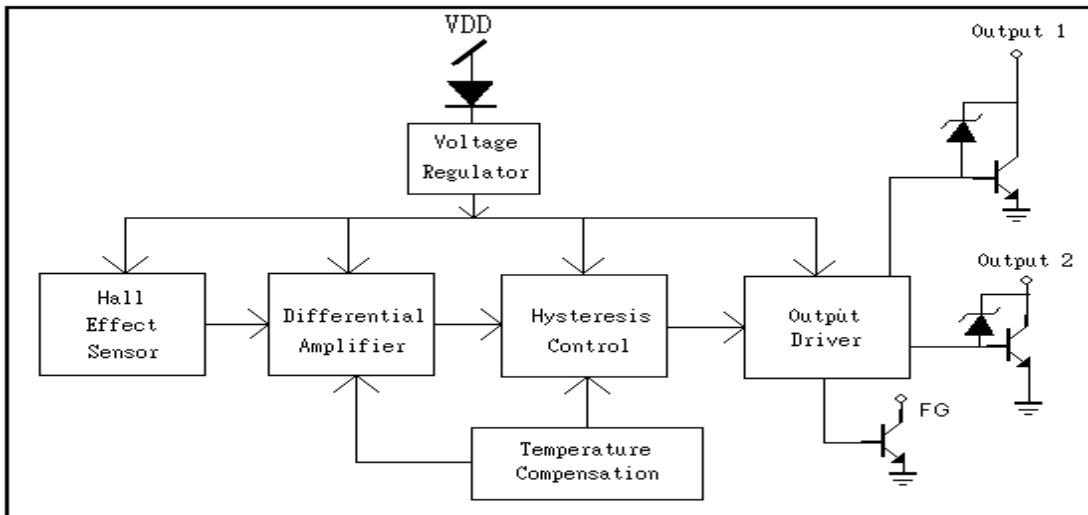 VDD
Output 1
Voltage
Regulator
Output 2
Hall
Effect
Sensor
Differential
Amplifier
Hysteresis
Control
Output
Driver
FG
Temperature
Compensation